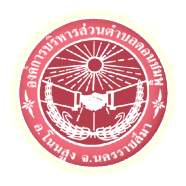 องค์การบริหารส่วนตำบลดอนชมพู
อ.โนนสูง จ.นครราชสีมา